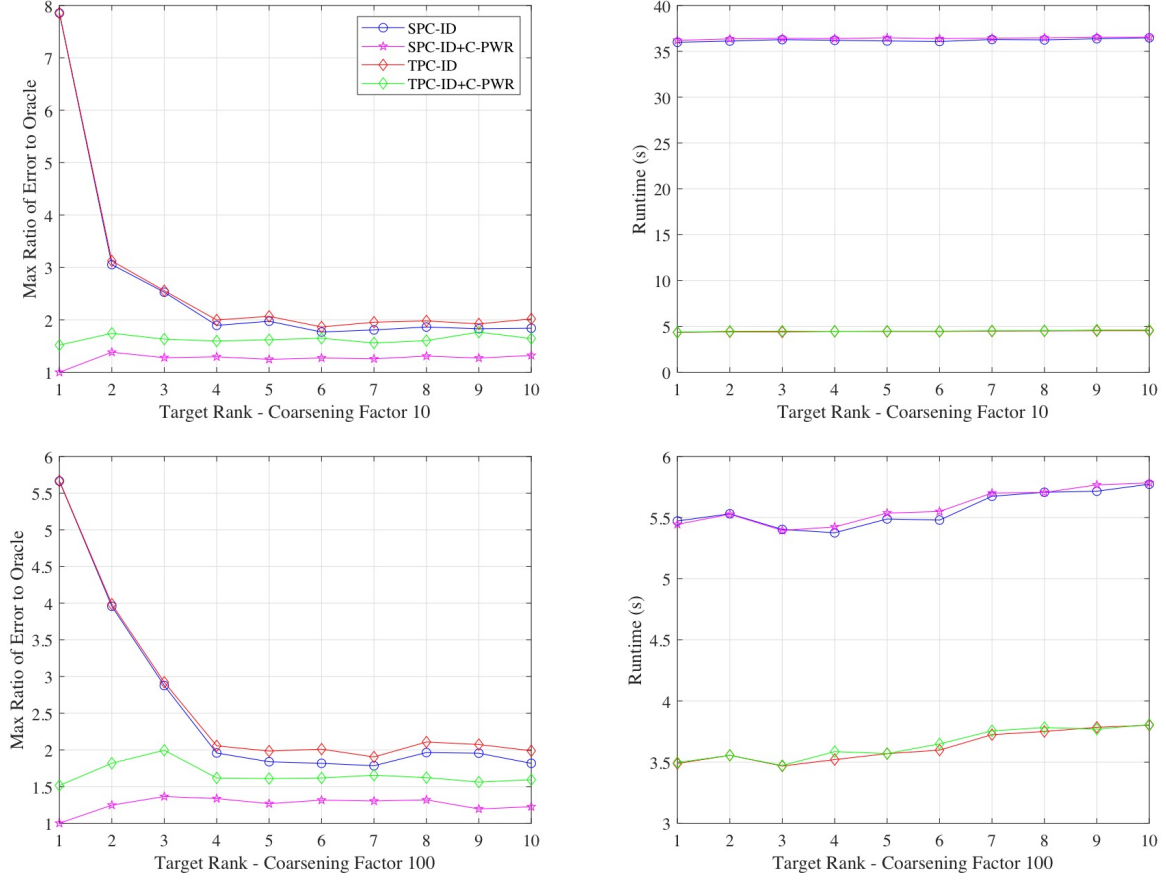 8
7
6
5
4
3
2
1
Max Ratio of Error to Oracle
1 2 3 4 5 6 7 8 9 10
Target Rank - Coarsening Factor 10
SPC-ID
SPC-ID+C-PWR
TPC-ID
TPC-ID+C-PWR
40
35
30
25
20
15
10
5
0
Runtime (s)
1 2 3 4 5 6 7 8 9 10
Target Rank - Coarsening Factor 10
6
5.5
5
4.5
4
3.5
3
2.5
2
1.5
1
Max Ratio of Error to Oracle
1 2 3 4 5 6 7 8 9 10
Target Rank - Coarsening Factor 100
6
5.5
5
4.5
4
3.5
3
Runtime (s)
1 2 3 4 5 6 7 8 9 10
Target Rank - Coarsening Factor 100